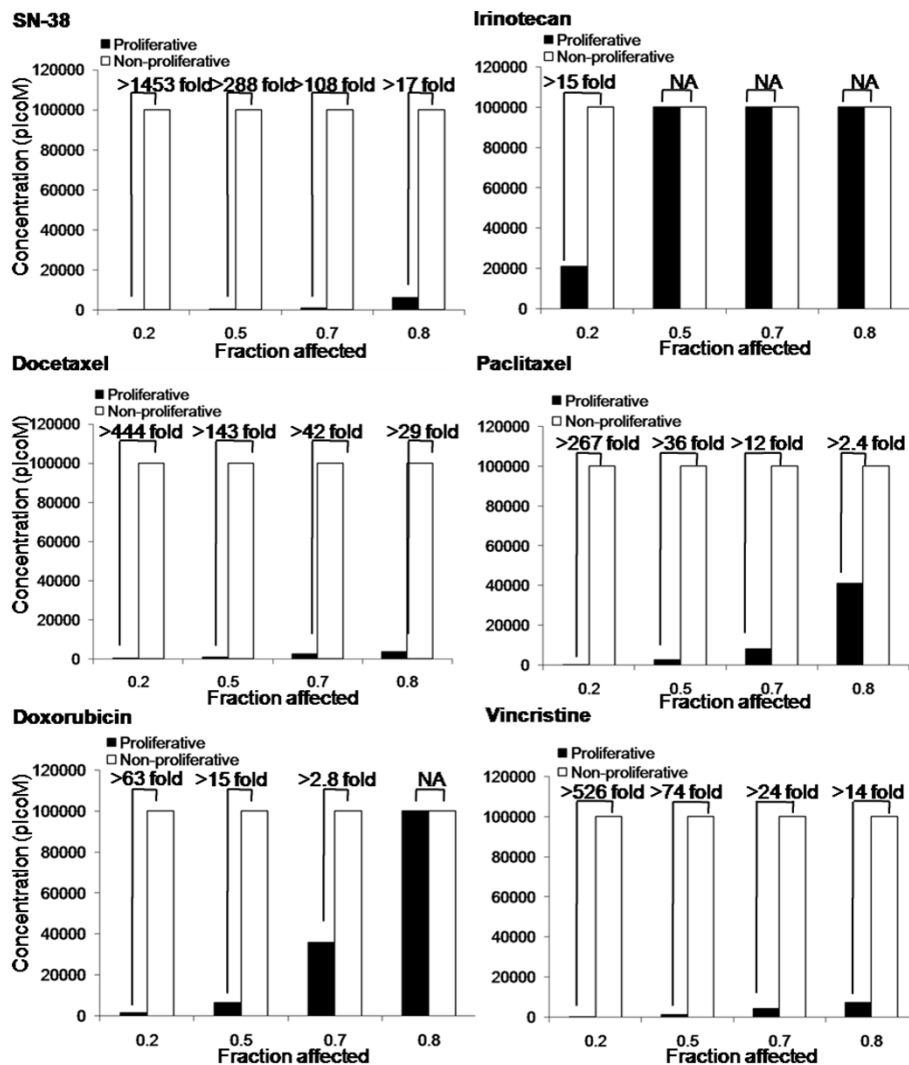 SN-38
■ Proliferative
□ Non-proliferative
>1453 fold >288 fold >108 fold >17 fold
120000
100000
80000
60000
40000
20000
0
Concentration (picoM)
0.2 0.5 0.7 0.8
Fraction affected
Irinotecan
■ Proliferative
□ Non-proliferative
>15 fold NA NA NA
120000
100000
80000
60000
40000
20000
0
0.2 0.5 0.7 0.8
Fraction affected
Docetaxel
■ Proliferative
□ Non-proliferative
>444 fold >143 fold >42 fold >29 fold
120000
100000
80000
60000
40000
20000
0
Concentration (picoM)
0.2 0.5 0.7 0.8
Fraction affected
Paclitaxel
■ Proliferative
□ Non-proliferative
>267 fold >36 fold >12 fold >2.4 fold
120000
100000
80000
60000
40000
20000
0
0.2 0.5 0.7 0.8
Fraction affected
Doxorubicin
■ Proliferative
□ Non-proliferative
>63 fold >15 fold >2.8 fold NA
120000
100000
80000
60000
40000
20000
0
Concentration (picoM)
0.2 0.5 0.7 0.8
Fraction affected
Vincristine
■ Proliferative
□ Non-proliferative
>526 fold >74 fold >24 fold >14 fold
120000
100000
80000
60000
40000
20000
0
0.2 0.5 0.7 0.8
Fraction affected